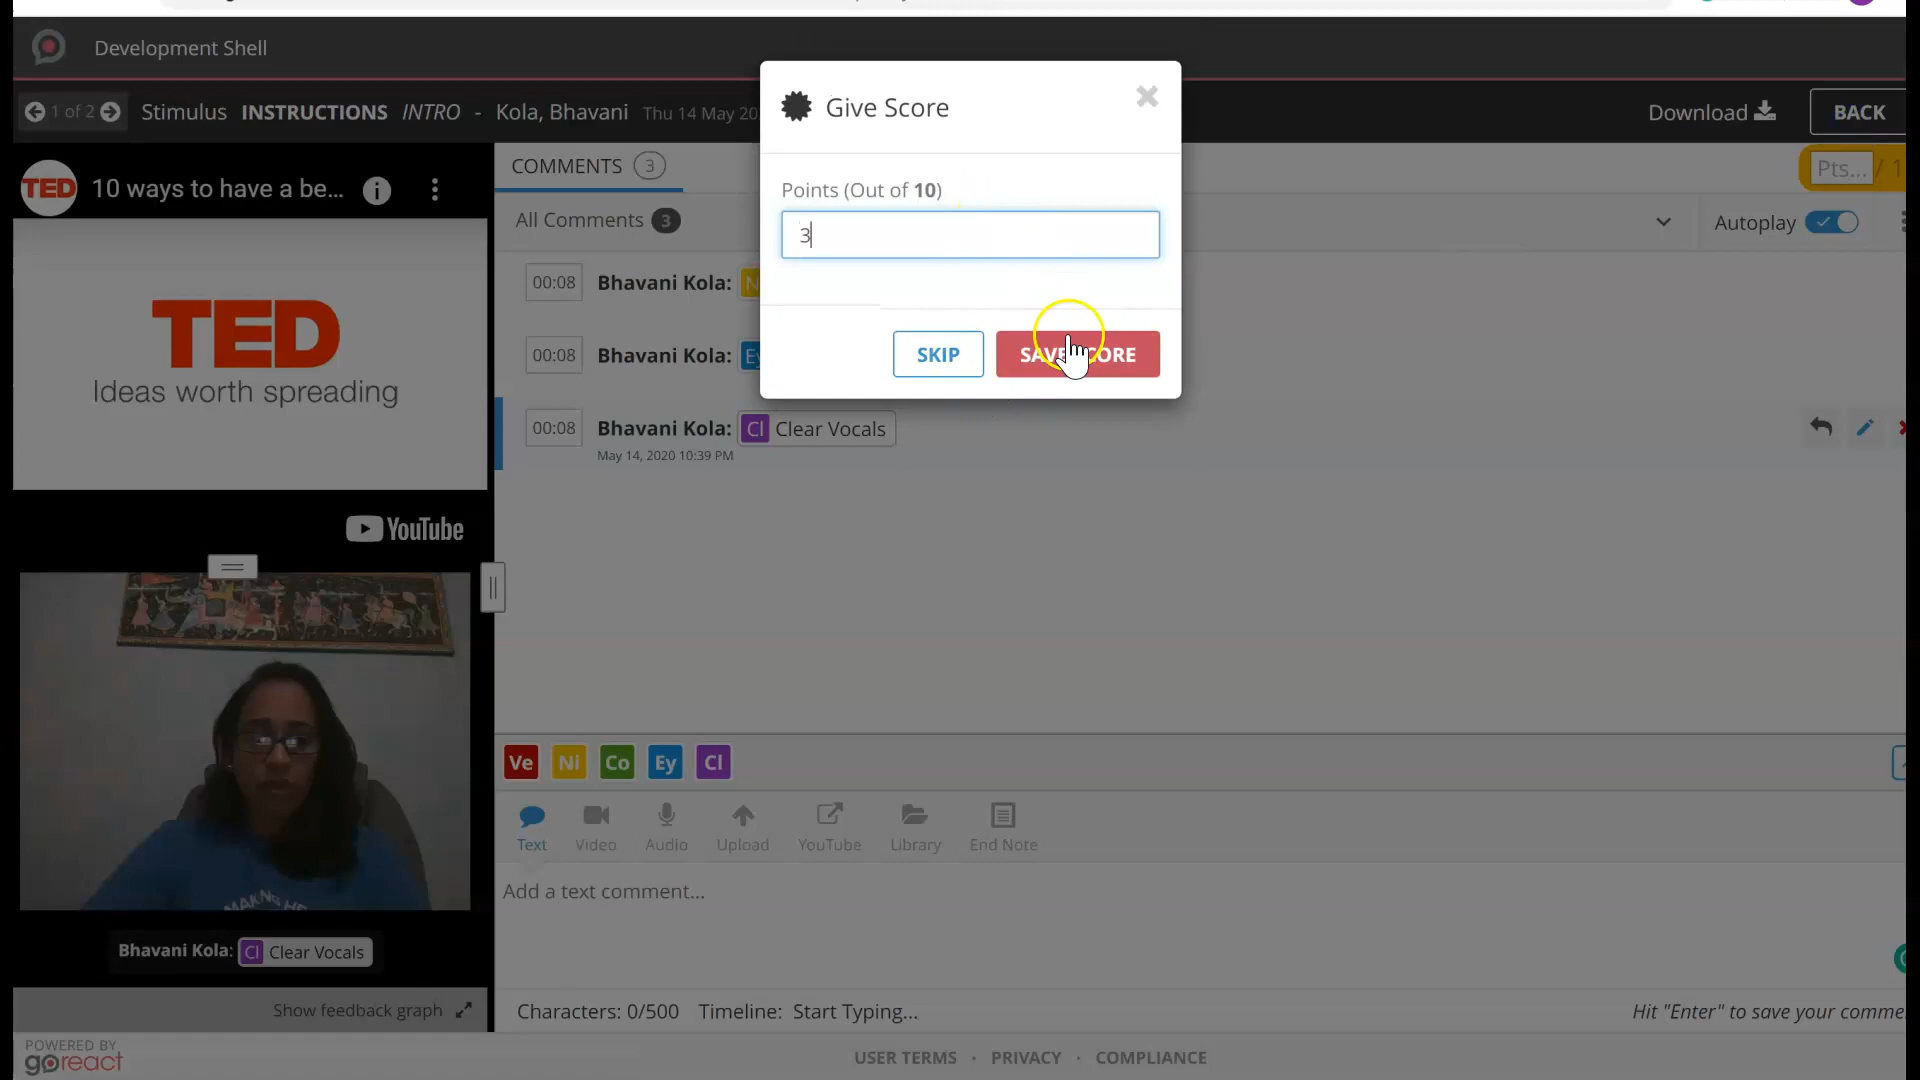 Development Shell
1 of 2 Stimulus INSTRUCTIONS INTRO - Kola, Bhavani Thu 14 May
Download BACK
Give Score
Points (Out of 10)
3
SKIP
TED 10 ways to have a be...
TED
Ideas worth spreading
YouTube
COMMENTS 3
Pts... /
All Comments 3
Autoplay
00:08 Bhavani Kola:
00:08 Bhavani Kola: Ey
00:08 Bhavani Kola: Cl Clear Vocals
May 14, 2020 10:39 PM
Ve Ni Co Ey Cl
Text Video Audio Upload YouTube Library End Note
Add a text comment...
Bhavani Kola: Cl Clear Vocals
Show feedback graph
Characters: 0/500 Timeline: Start Typing...
Hit "Enter" to save your
POWERED BY
goreact
USER TERMS · PRIVACY · COMPLIANCE